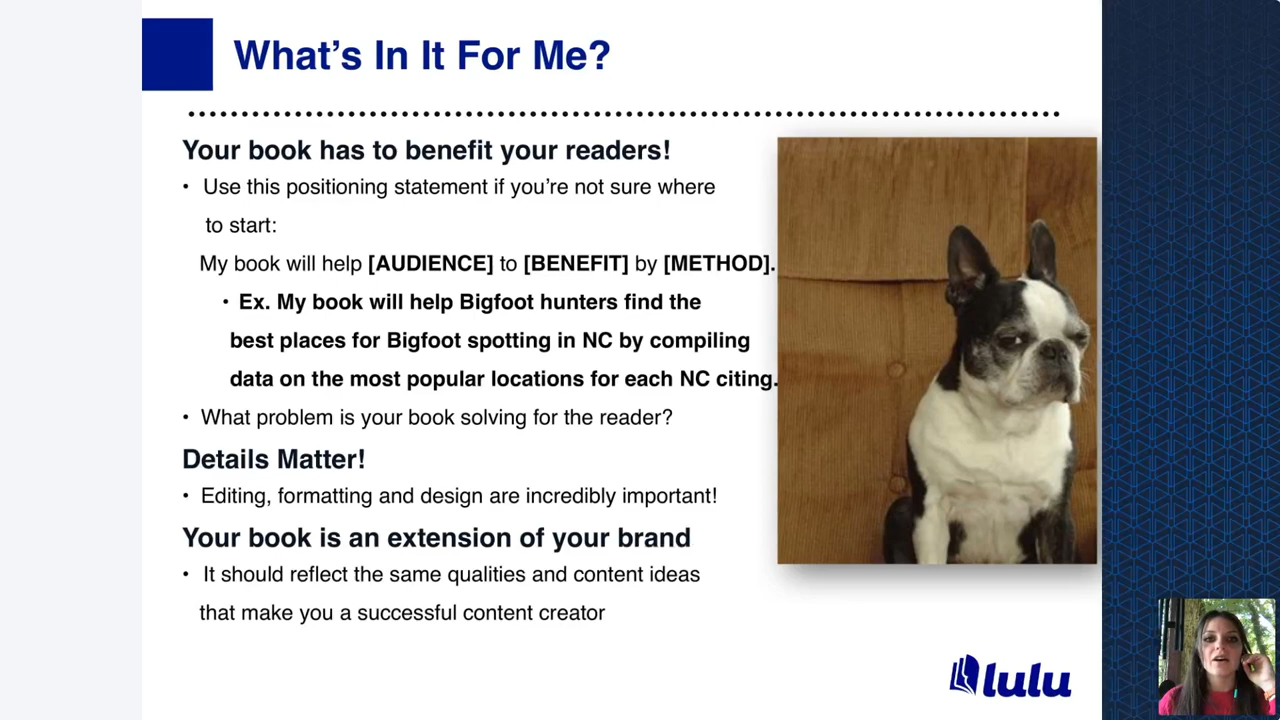 What's In It For Me?
Your book has to benefit your readers!
• Use this positioning statement if you're not sure where
to start:
My book will help [AUDIENCE] to [BENEFIT] by [METHOD].
• Ex. My book will help Bigfoot hunters find the
best places for Bigfoot spotting in NC by compiling
data on the most popular locations for each NC citing.
• What problem is your book solving for the reader?
Details Matter!
• Editing, formatting and design are incredibly important!
Your book is an extension of your brand
• It should reflect the same qualities and content ideas
that make you a successful content creator
lulu